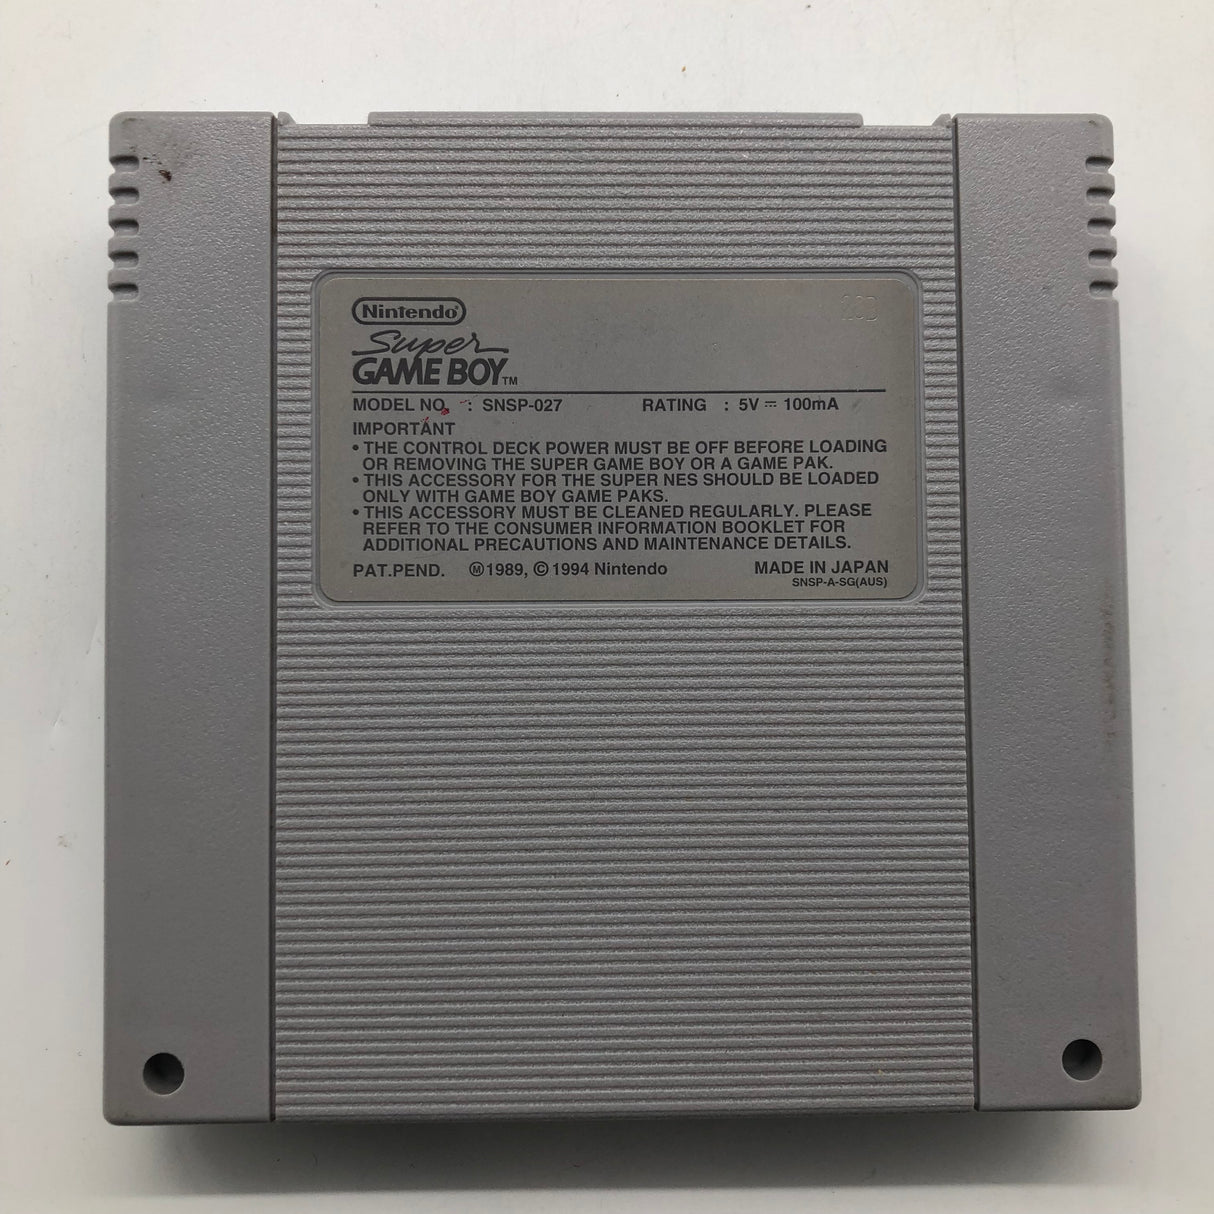 Nintendo®
Super
GAME BOY™
MODEL NO. : SNSP-027 RATING : 5V ⎓ 100mA
IMPORTANT
• THE CONTROL DECK POWER MUST BE OFF BEFORE LOADING
OR REMOVING THE SUPER GAME BOY OR A GAME PAK.
• THIS ACCESSORY FOR THE SUPER NES SHOULD BE LOADED
ONLY WITH GAME BOY GAME PAKS.
• THIS ACCESSORY MUST BE CLEANED REGULARLY. PLEASE
REFER TO THE CONSUMER INFORMATION BOOKLET FOR
ADDITIONAL PRECAUTIONS AND MAINTENANCE DETAILS.
PAT.PEND. Ⓜ1989, ©1994 Nintendo MADE IN JAPAN
SNSP-A-SG(AUS)